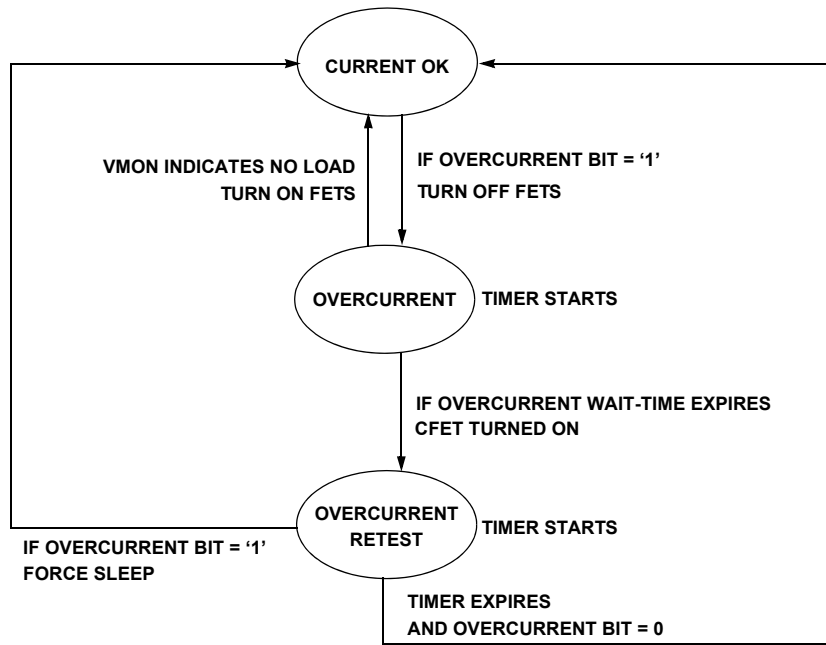 CURRENT OK
VMON INDICATES NO LOAD
TURN ON FETS
IF OVERCURRENT BIT = ‘1’
TURN OFF FETS
OVERCURRENT
TIMER STARTS
IF OVERCURRENT WAIT-TIME EXPIRES
CFET TURNED ON
OVERCURRENT
RETEST
TIMER STARTS
IF OVERCURRENT BIT = ‘1’
FORCE SLEEP
TIMER EXPIRES
AND OVERCURRENT BIT = 0